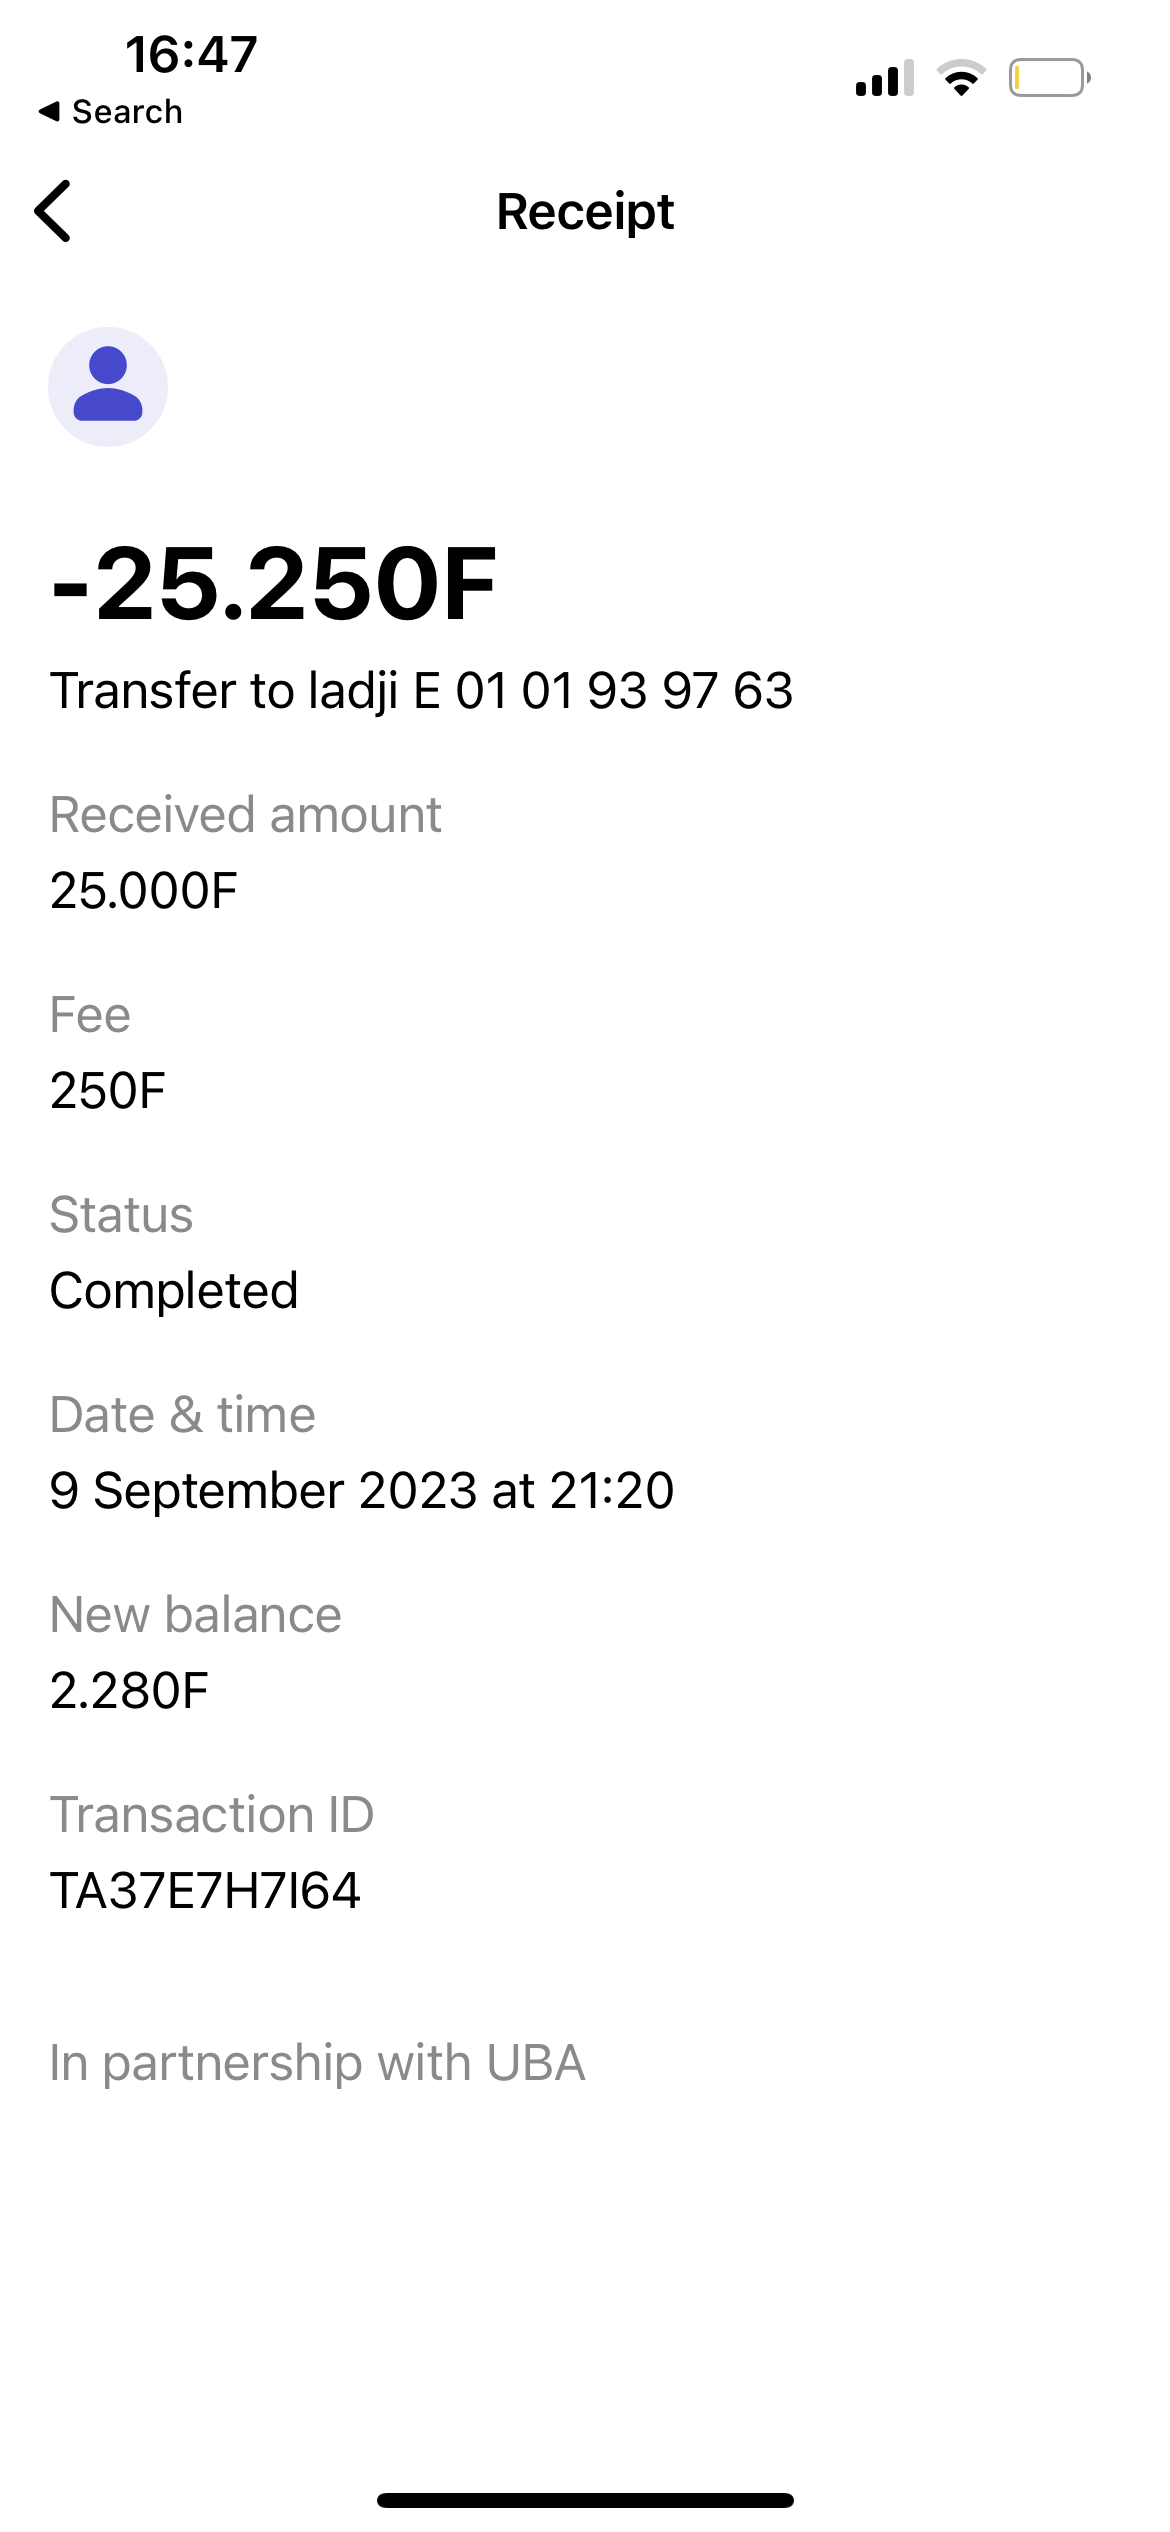 16:47
Search
Receipt
-25.250F
Transfer to ladji E 01 01 93 97 63
Received amount
25.000F
Fee
250F
Status
Completed
Date & time
9 September 2023 at 21:20
New balance
2.280F
Transaction ID
TA37E7H7I64
In partnership with UBA